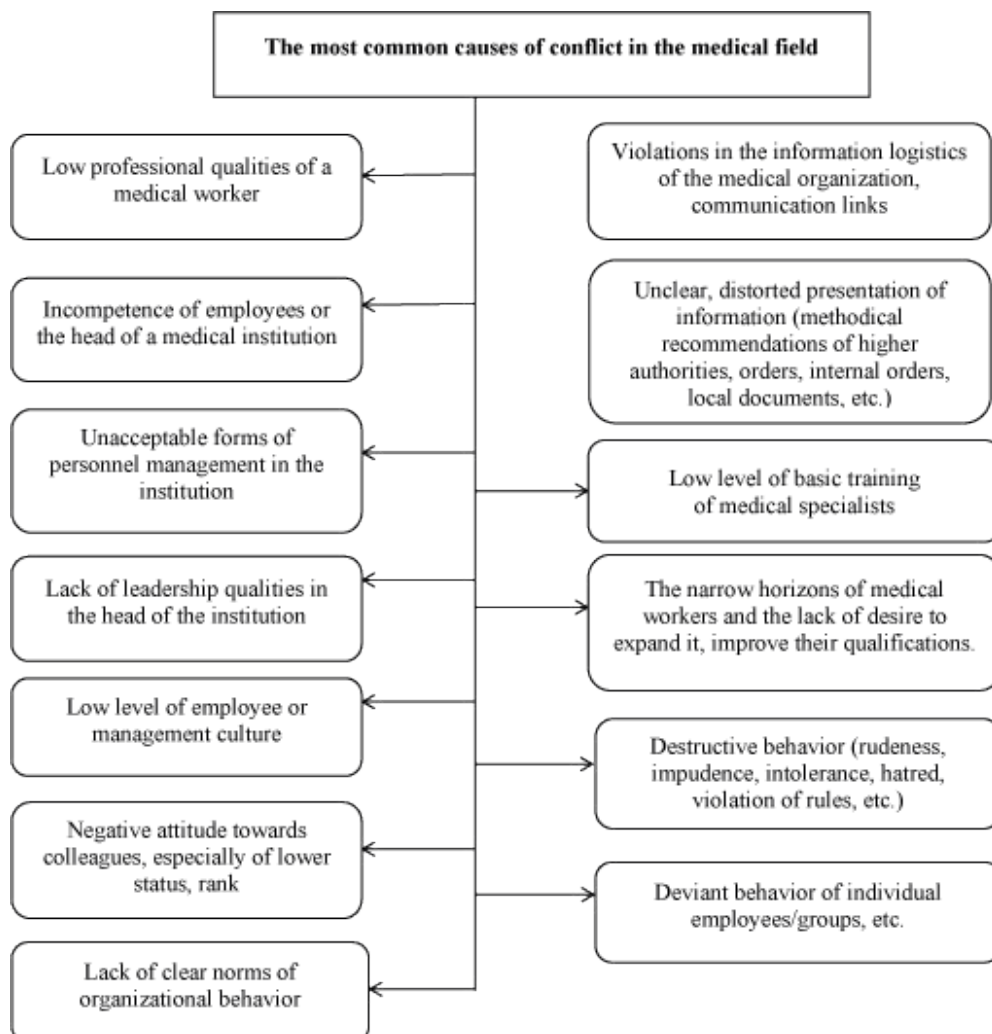 The most common causes of conflict in the medical field
Low professional qualities of a
medical worker
Incompetence of employees or
the head of a medical institution
Unacceptable forms of
personnel management in the
institution
Lack of leadership qualities in
the head of the institution
Low level of employee or
management culture
Negative attitude towards
colleagues, especially of lower
status, rank
Lack of clear norms of
organizational behavior
Violations in the information logistics
of the medical organization,
communication links
Unclear, distorted presentation of
information (methodical
recommendations of higher
authorities, orders, internal orders,
local documents, etc.)
Low level of basic training
of medical specialists
The narrow horizons of medical
workers and the lack of desire to
expand it, improve their qualifications.
Destructive behavior (rudeness,
impudence, intolerance, hatred,
violation of rules, etc.)
Deviant behavior of individual
employees/groups, etc.